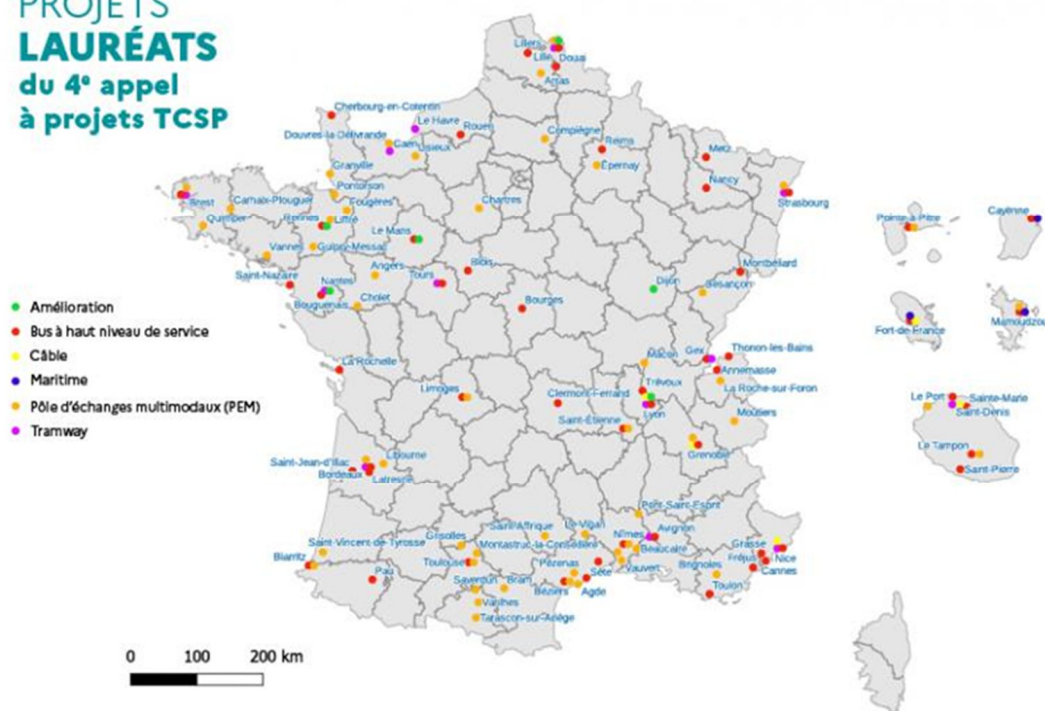 PROJETS
LAURÉATS
du 4e appel
à projets TCSP
Lillers
Lille
Douai
Arras
Cherbourg-en-Cotentin
Le Havre
Rouen
Douvres-la-Délivrande
Caen
Lisieux
Compiègne
Reims
Épernay
Metz
Nancy
Strasbourg
Granville
Pontorson
Fougères
Brest
Carhaix-Plouguer
Quimper
Rennes
Liffré
Chartres
Le Mans
Vannes
Guipry-Messac
Saint-Nazaire
Nantes
Bouguenais
Angers
Cholet
Tours
Blois
Bourges
Montbéliard
Dijon
Besançon
Pointe-à-Pitre
Cayenne
Fort-de-France
Mamoudzou
Amélioration
Bus à haut niveau de service
Câble
Maritime
Pôle d'échanges multimodaux (PEM)
Tramway
La Rochelle
Limoges
Clermont-Ferrand
Saint-Étienne
Mâcon
Trévoux
Lyon
Gex
Thonon-les-Bains
Annemasse
La Roche-sur-Foron
Moûtiers
Grenoble
Le Port
Sainte-Marie
Saint-Denis
Le Tampon
Saint-Pierre
Saint-Jean-d'Illac
Libourne
Bordeaux
Latresne
Pont-Saint-Esprit
Saint-Vincent-de-Tyrosse
Biarritz
Pau
Grisolles
Saint-Affrique
Le Vigan
Montastruc-la-Conseillère
Toulouse
Nîmes
Avignon
Beaucaire
Vauvert
Pézenas
Sète
Béziers
Agde
Saverdun
Bram
Varilhes
Tarascon-sur-Ariège
Grasse
Fréjus
Nice
Cannes
Brignoles
Toulon
0 100 200 km